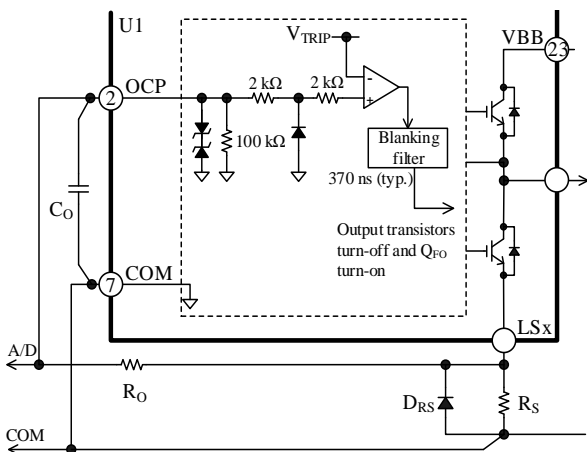 U1
VTRIP
VBB
23
2
OCP
2 kΩ
2 kΩ
-
+
100 kΩ
Blanking
filter
370 ns (typ.)
CO
Output transistors
turn-off and QFO
turn-on
COM
7
LSx
A/D
RO
DRS
RS
COM